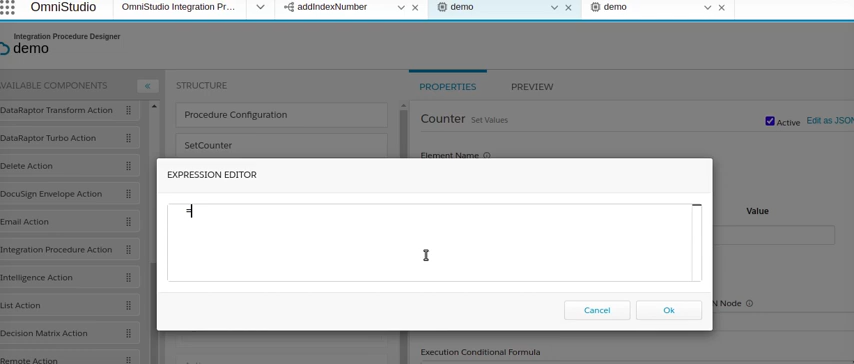 OmniStudio
OmniStudio Integration Pr...
addIndexNumber
demo
demo
Integration Procedure Designer
demo
VAILABLE COMPONENTS
«
STRUCTURE
PROPERTIES
PREVIEW
DataRaptor Transform Action
Procedure Configuration
Counter Set Values
Active
Edit as JSON
DataRaptor Turbo Action
SetCounter
Element Name
Delete Action
EXPRESSION EDITOR
DocuSign Envelope Action
=
Value
Email Action
Integration Procedure Action
Intelligence Action
List Action
N Node
Cancel
Ok
Decision Matrix Action
Execution Conditional Formula
Remote Action